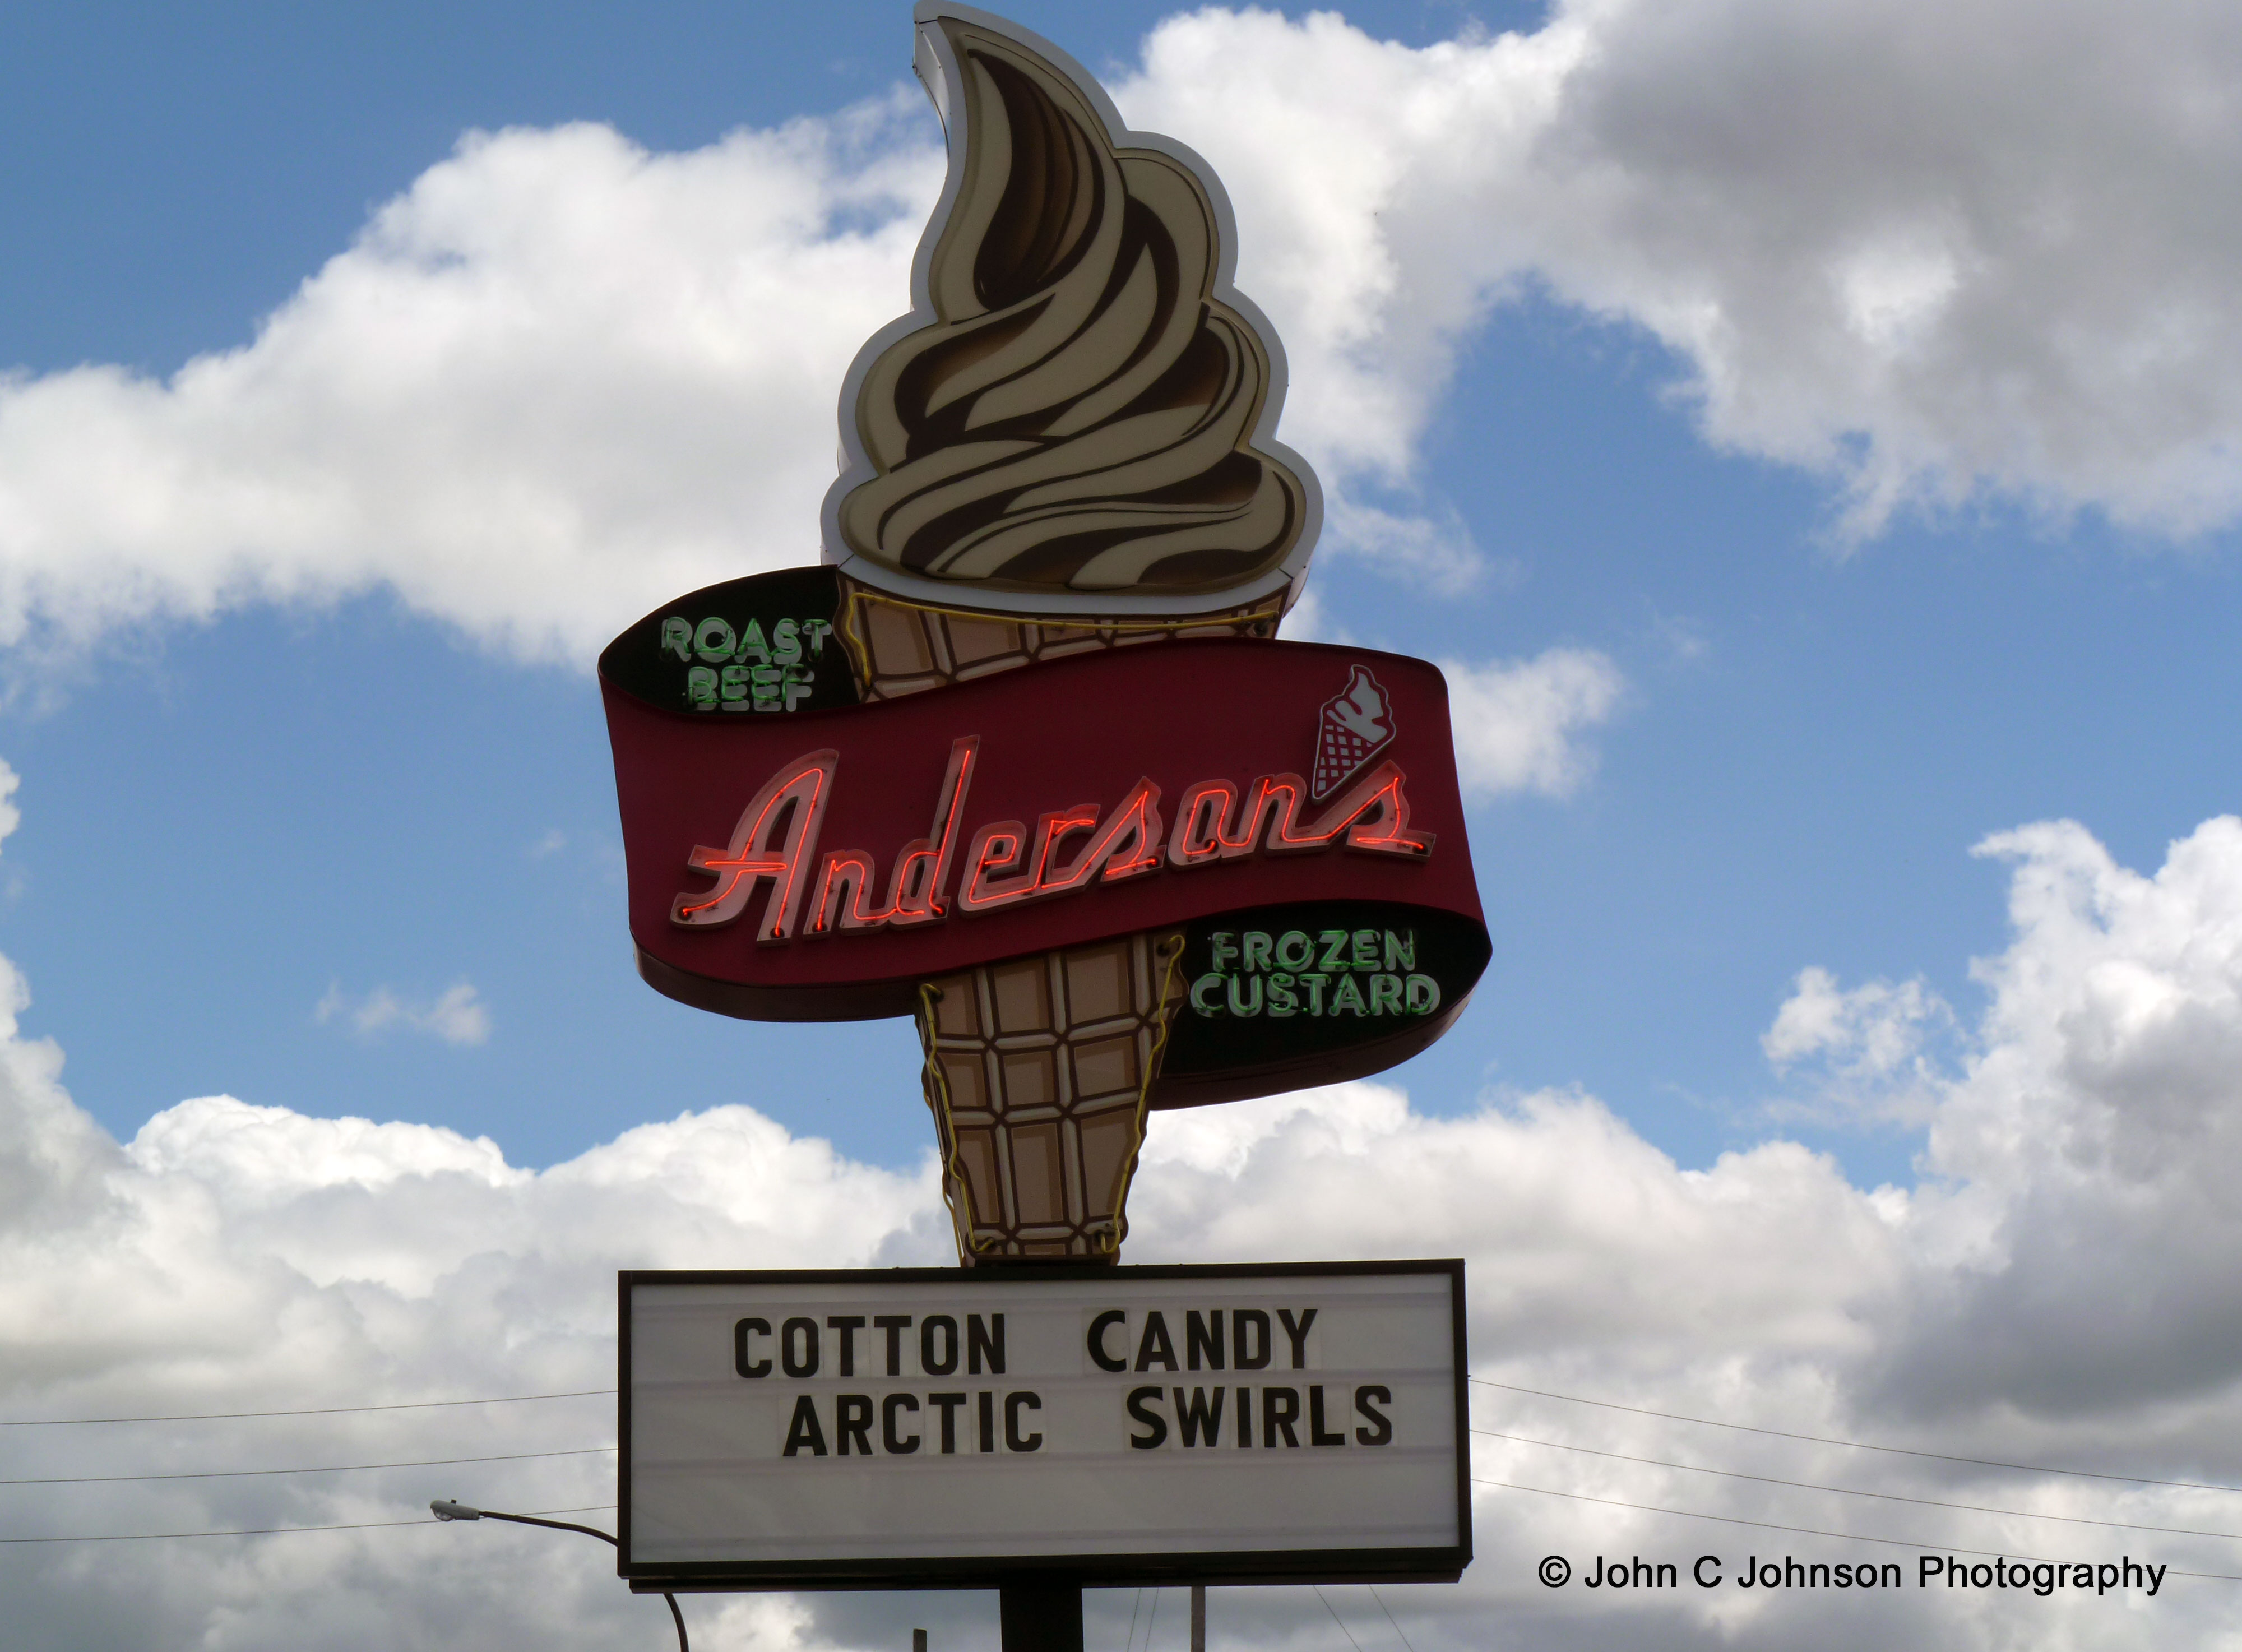 ROAST
BEEF
Anderson's
FROZEN
CUSTARD
COTTON CANDY
ARCTIC SWIRLS
© John C Johnson Photography